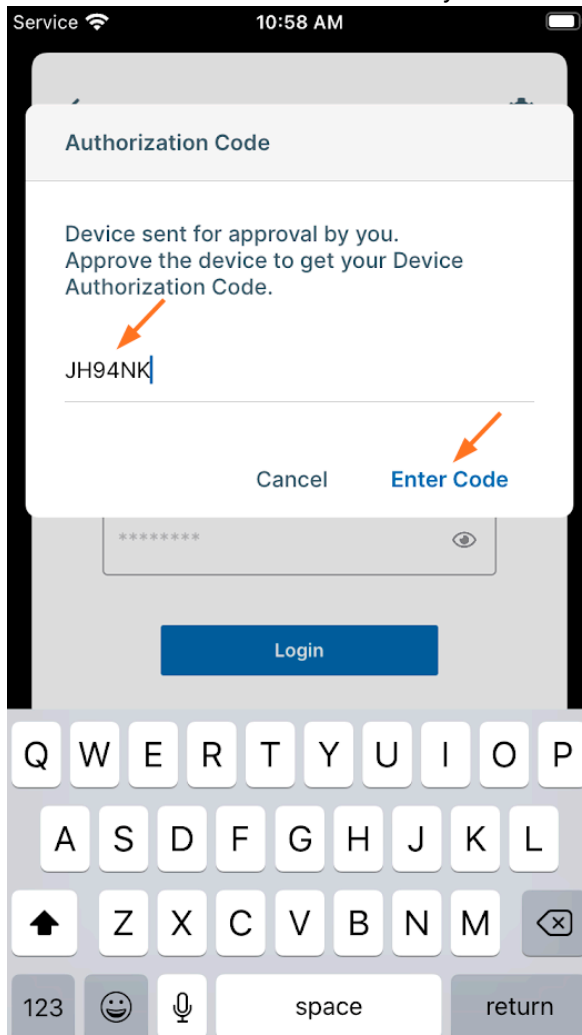 Service 10:58 AM
Authorization Code
Device sent for approval by you.
Approve the device to get your Device
Authorization Code.
JH94NK
Cancel Enter Code
********
Login
Q W E R T Y U I O P
A S D F G H J K L
Z X C V B N M
123 space return